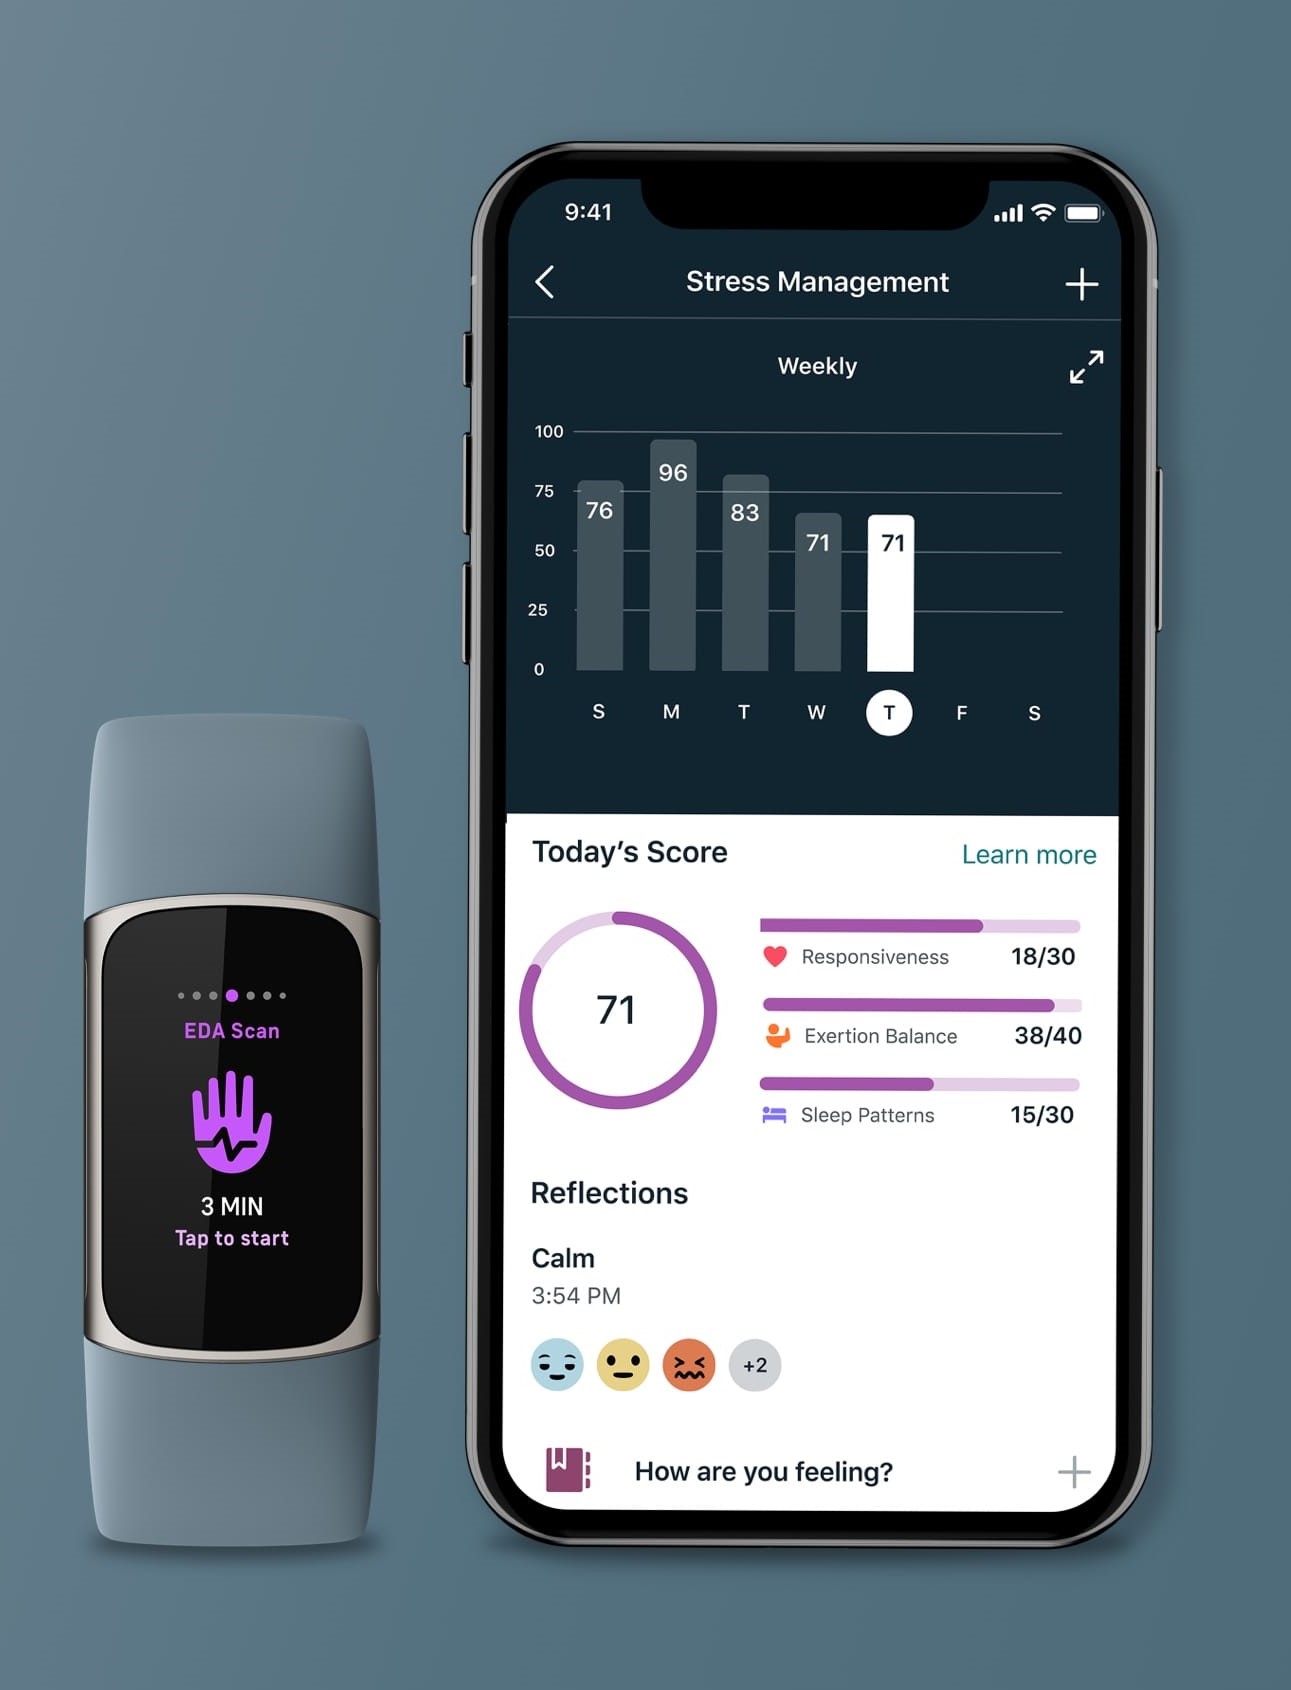 9:41
Stress Management
Weekly
100
75
50
25
0
76
96
83
71
71
S M T W T F S
Today’s Score
Learn more
71
Responsiveness 18/30
Exertion Balance 38/40
Sleep Patterns 15/30
Reflections
Calm
3:54 PM
+2
How are you feeling?
EDA Scan
3 MIN
Tap to start